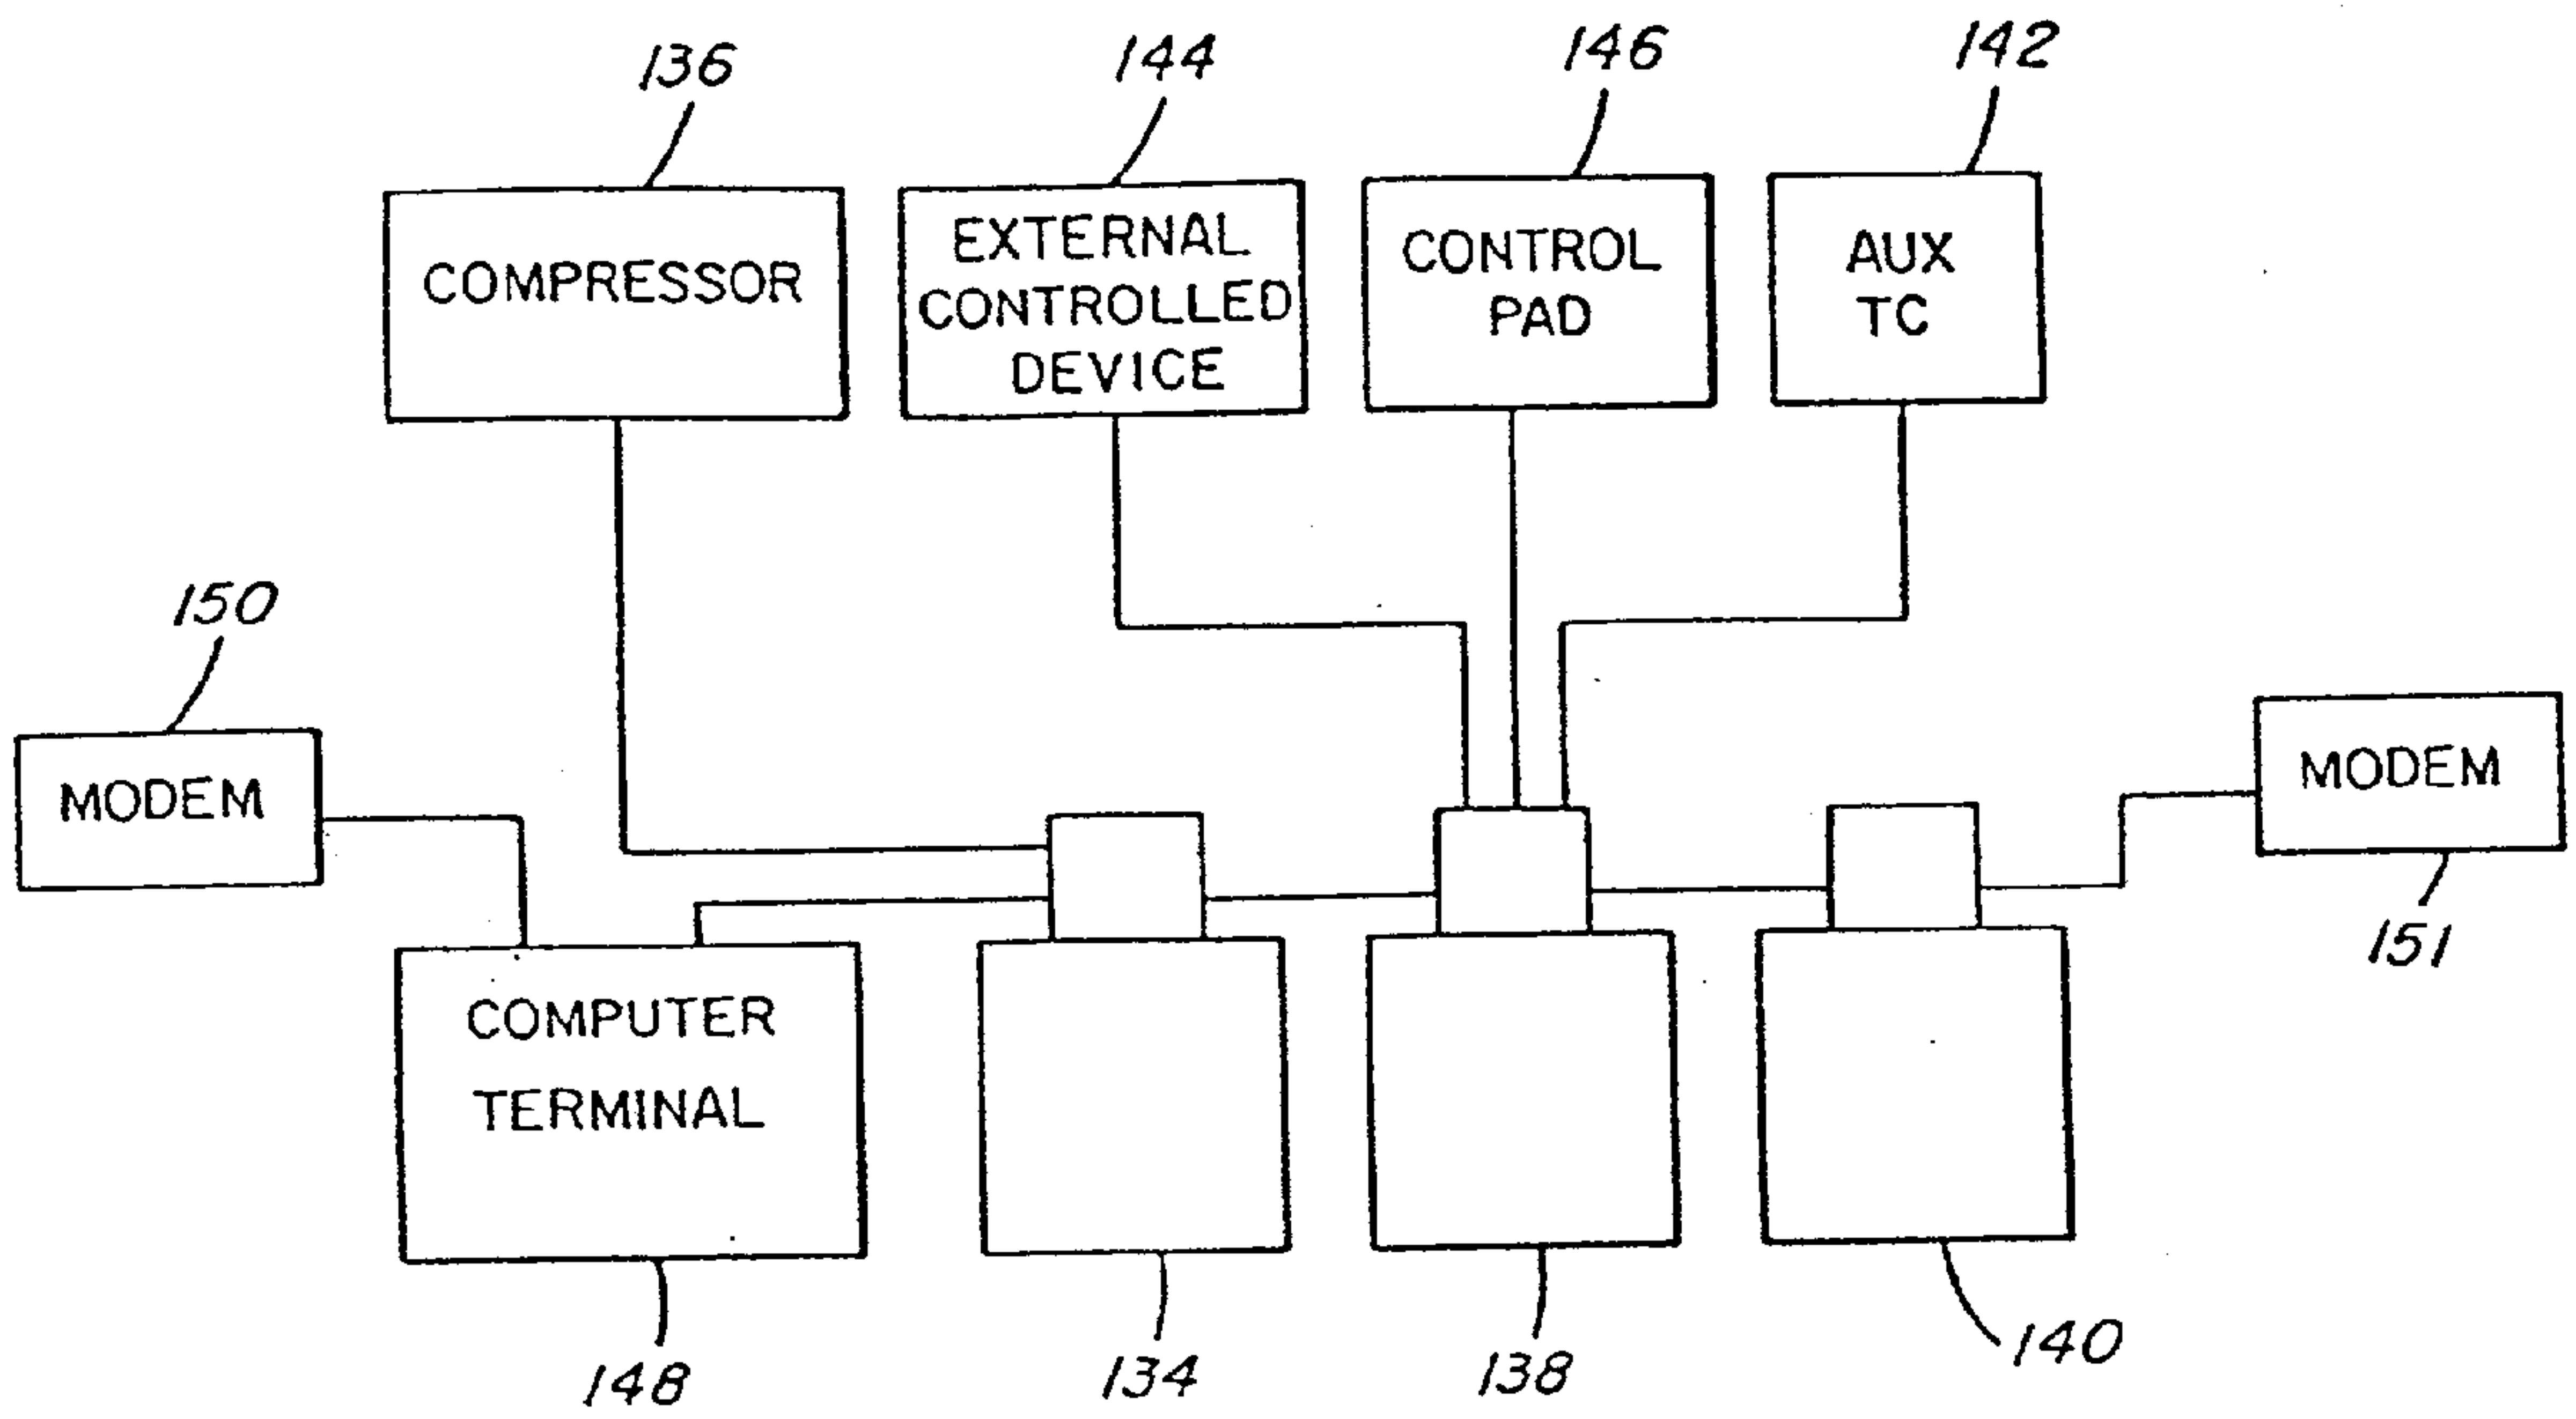 136
144
146
142
COMPRESSOR
EXTERNAL
CONTROLLED
DEVICE
CONTROL
PAD
AUX
TC
150
MODEM
MODEM
151
COMPUTER
TERMINAL
148
134
138
140